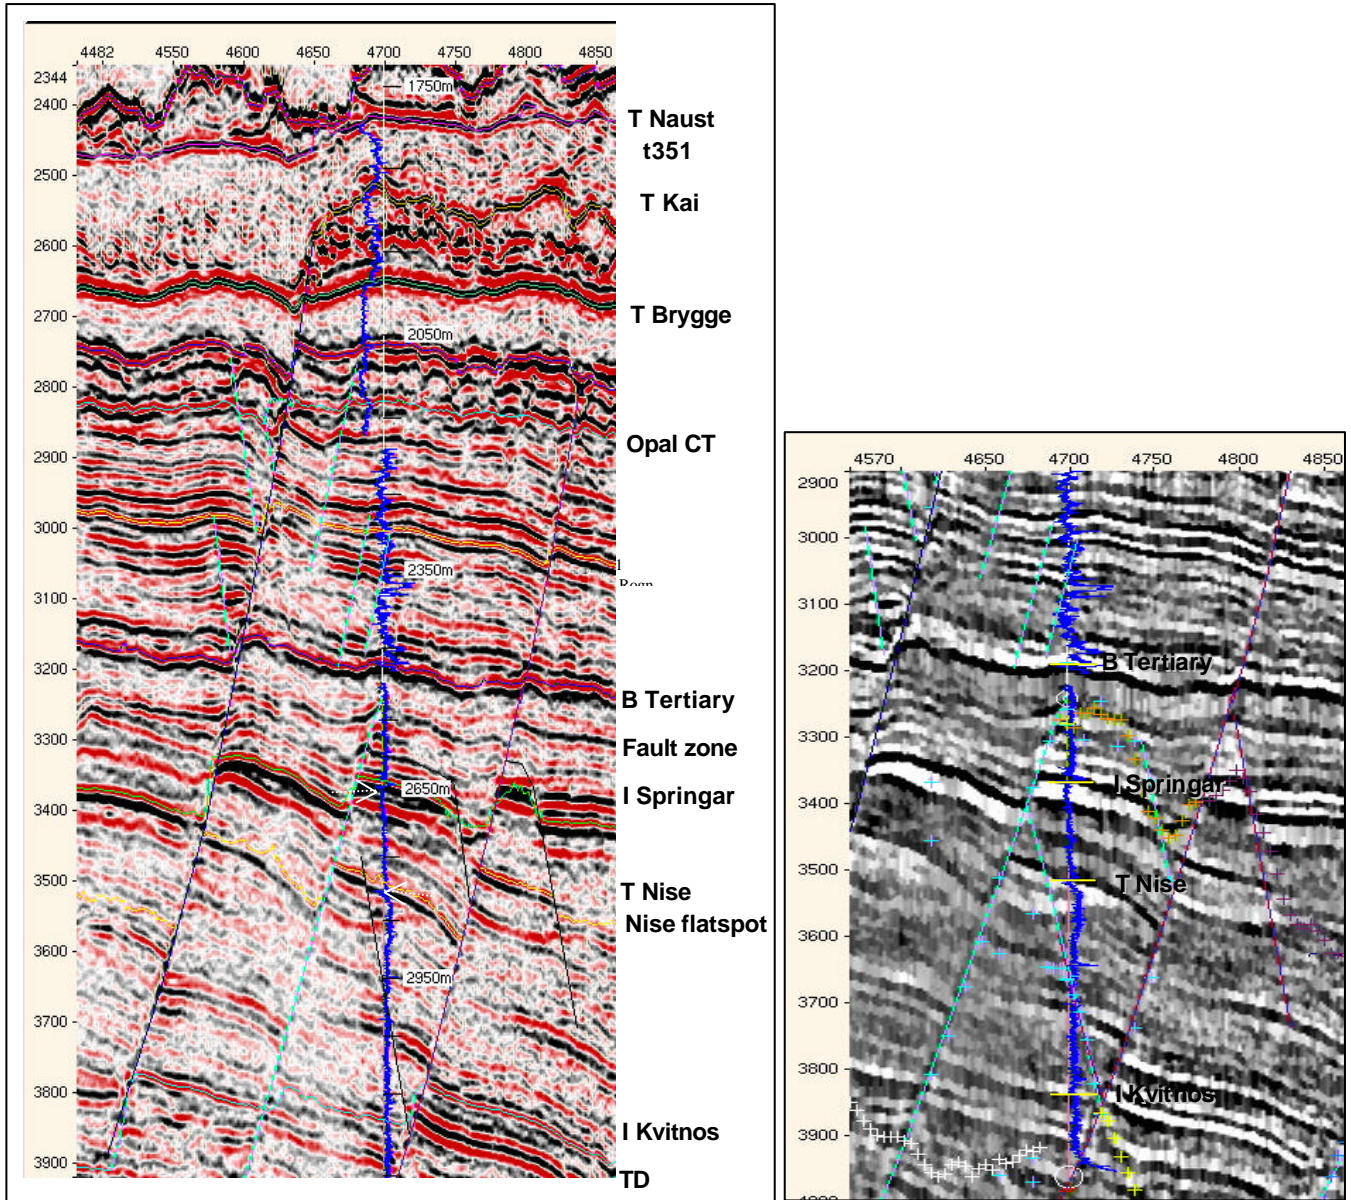 4482 4550 4600 4650 4700 4750 4800 4850
2344
2400
2500
2600
2700
2800
2900
3000
3100
3200
3300
3400
3500
3600
3700
3800
3900
1750m
2050m
2350m
2650m
2950m
T Naust
t351
T Kai
T Brygge
Opal CT
Rogn
B Tertiary
Fault zone
I Springar
T Nise
Nise flatspot
I Kvitnos
TD
4570 4650 4700 4750 4800 4850
2900
3000
3100
3200
3300
3400
3500
3600
3700
3800
3900
B Tertiary
I Springar
T Nise
I Kvitnos